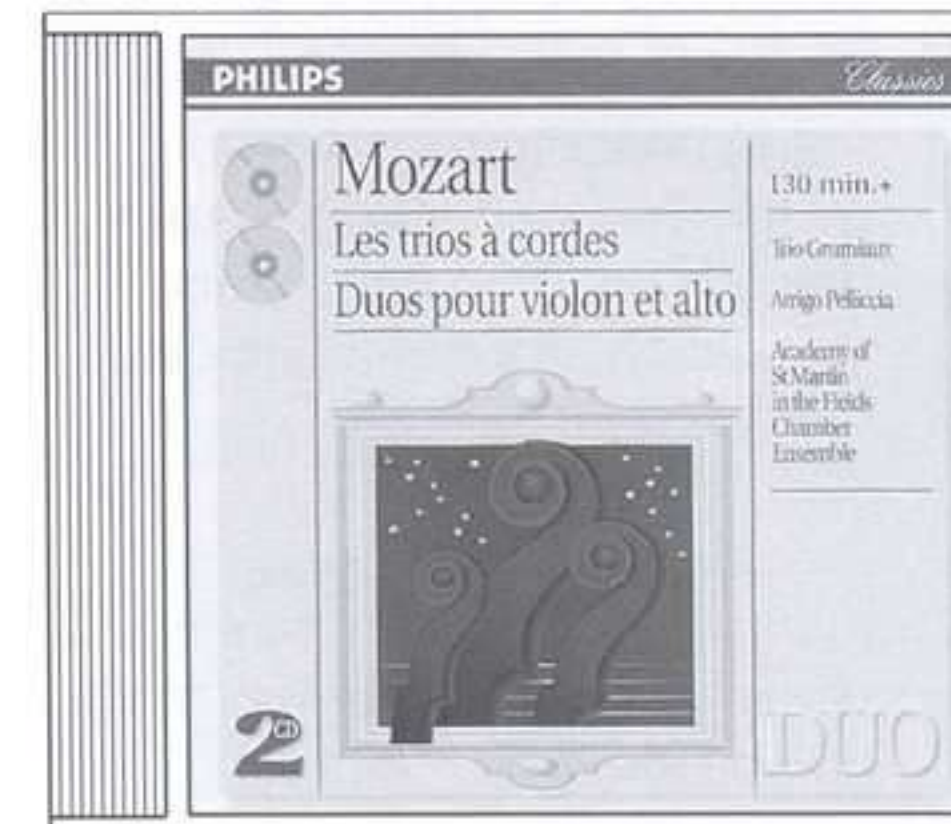 PHILIPS
Classics
Mozart
Les trios à cordes
Duos pour violon et alto
130 min.+
Trio Grumiaux
Arrigo Pelliccia
Academy of
St Martin
in the Fields
Chamber
Ensemble
2CD
DUO